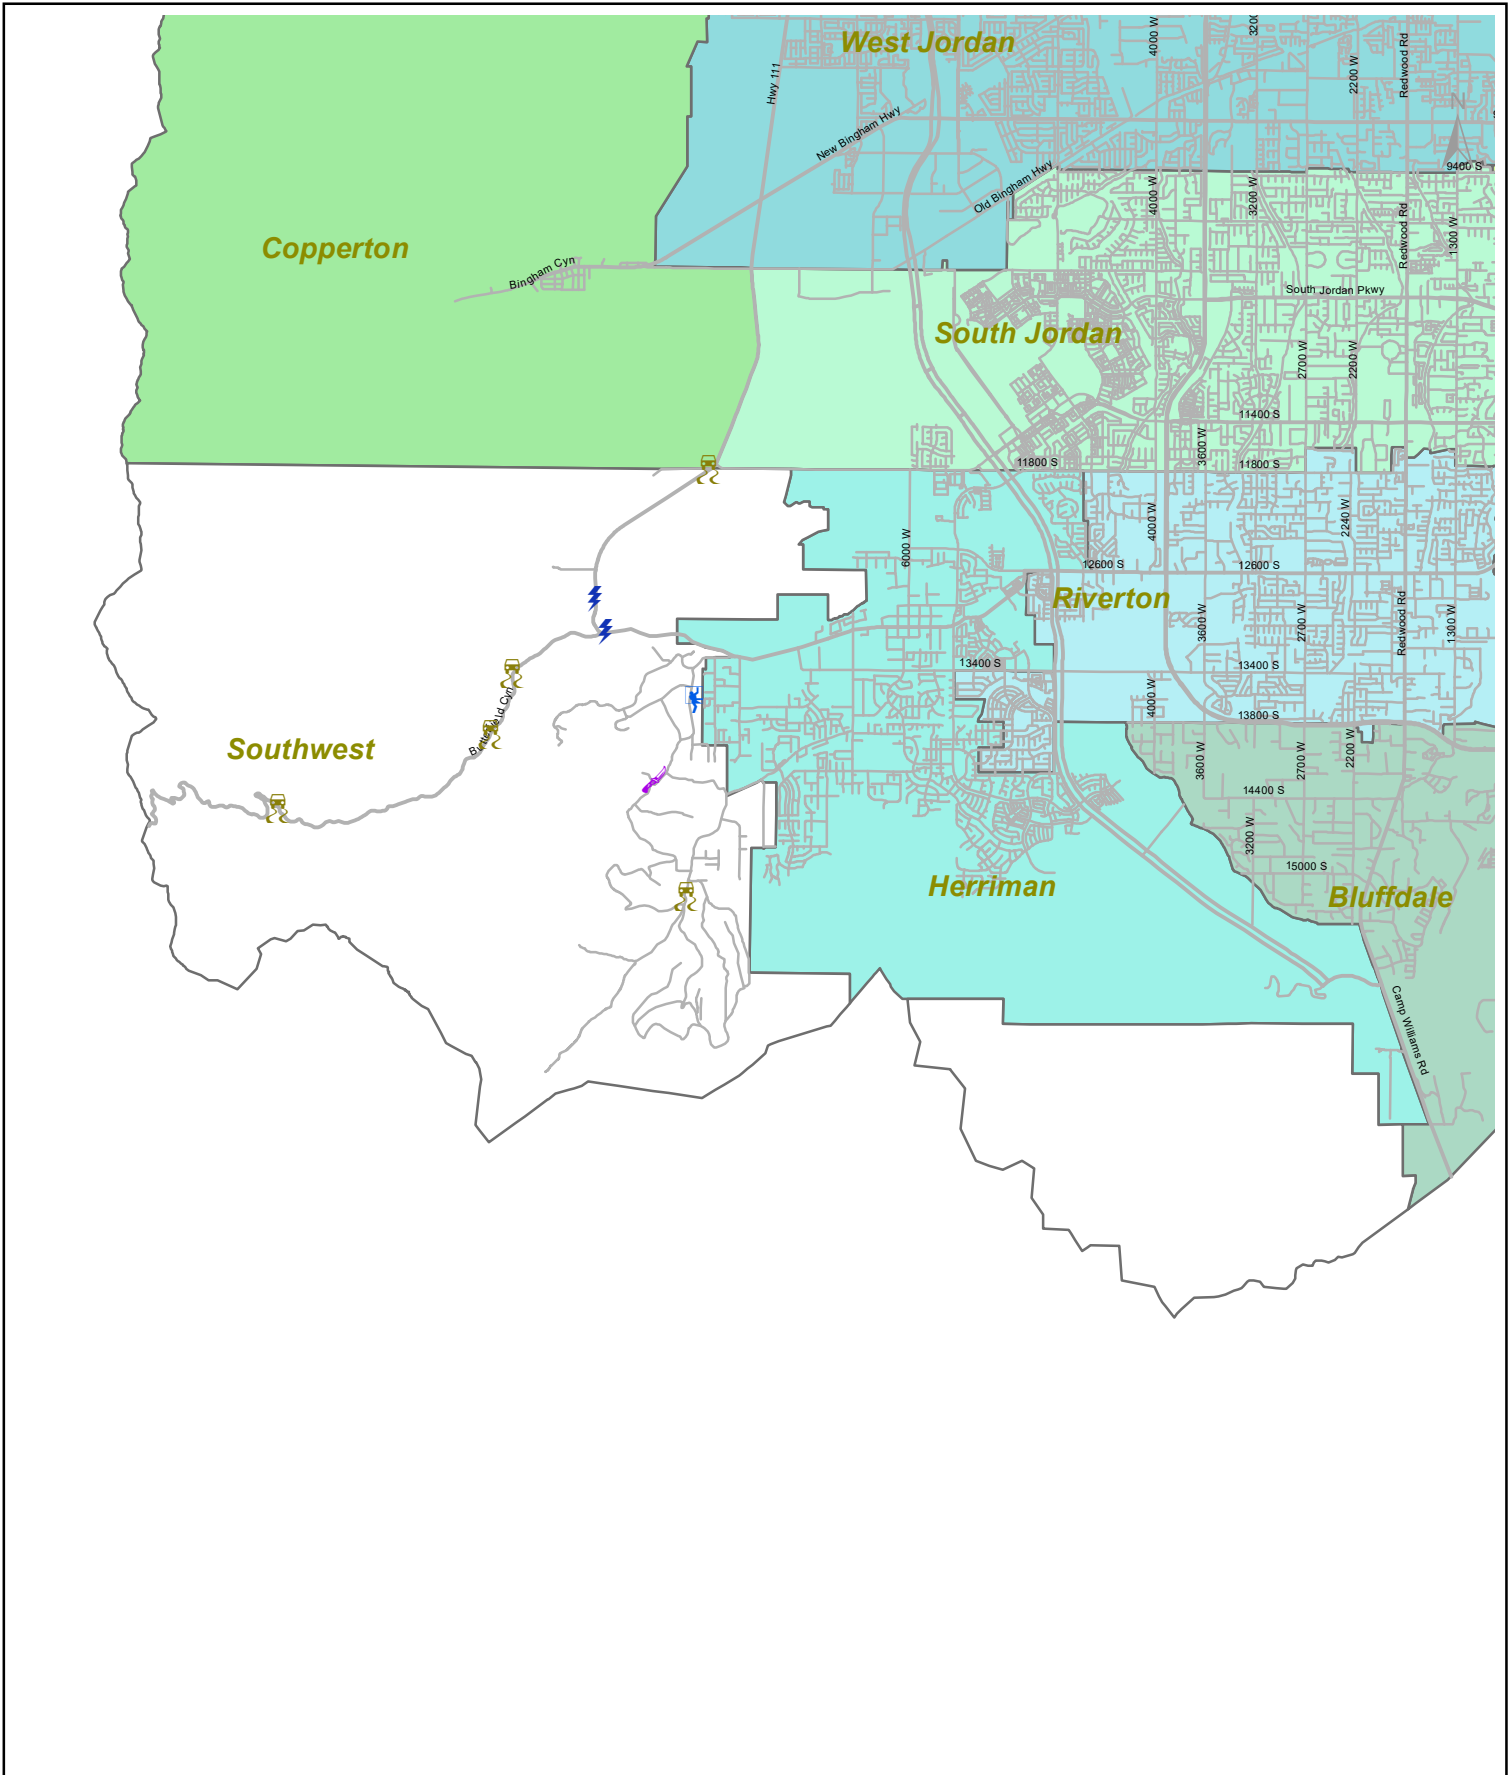 West Jordan
4000 W
3200
2200 W
Redwood Rd
Hwy 111
New Bingham Hwy
N
9400 S
Old Bingham Hwy
4000 W
3200 W
Redwood Rd
1300 W
Copperton
Bingham Cyn
South Jordan Pkwy
South Jordan
2700 W
2200 W
11400 S
3600 W
11800 S
11800 S
6000 W
4000 W
2240 W
12600 S
12600 S
Riverton
3600 W
2700 W
Redwood Rd
1300 W
13400 S
13400 S
4000 W
13800 S
Southwest
3600 W
2700 W
2200 W
14400 S
3200 W
15000 S
Herriman
Bluffdale
Camp Williams Rd